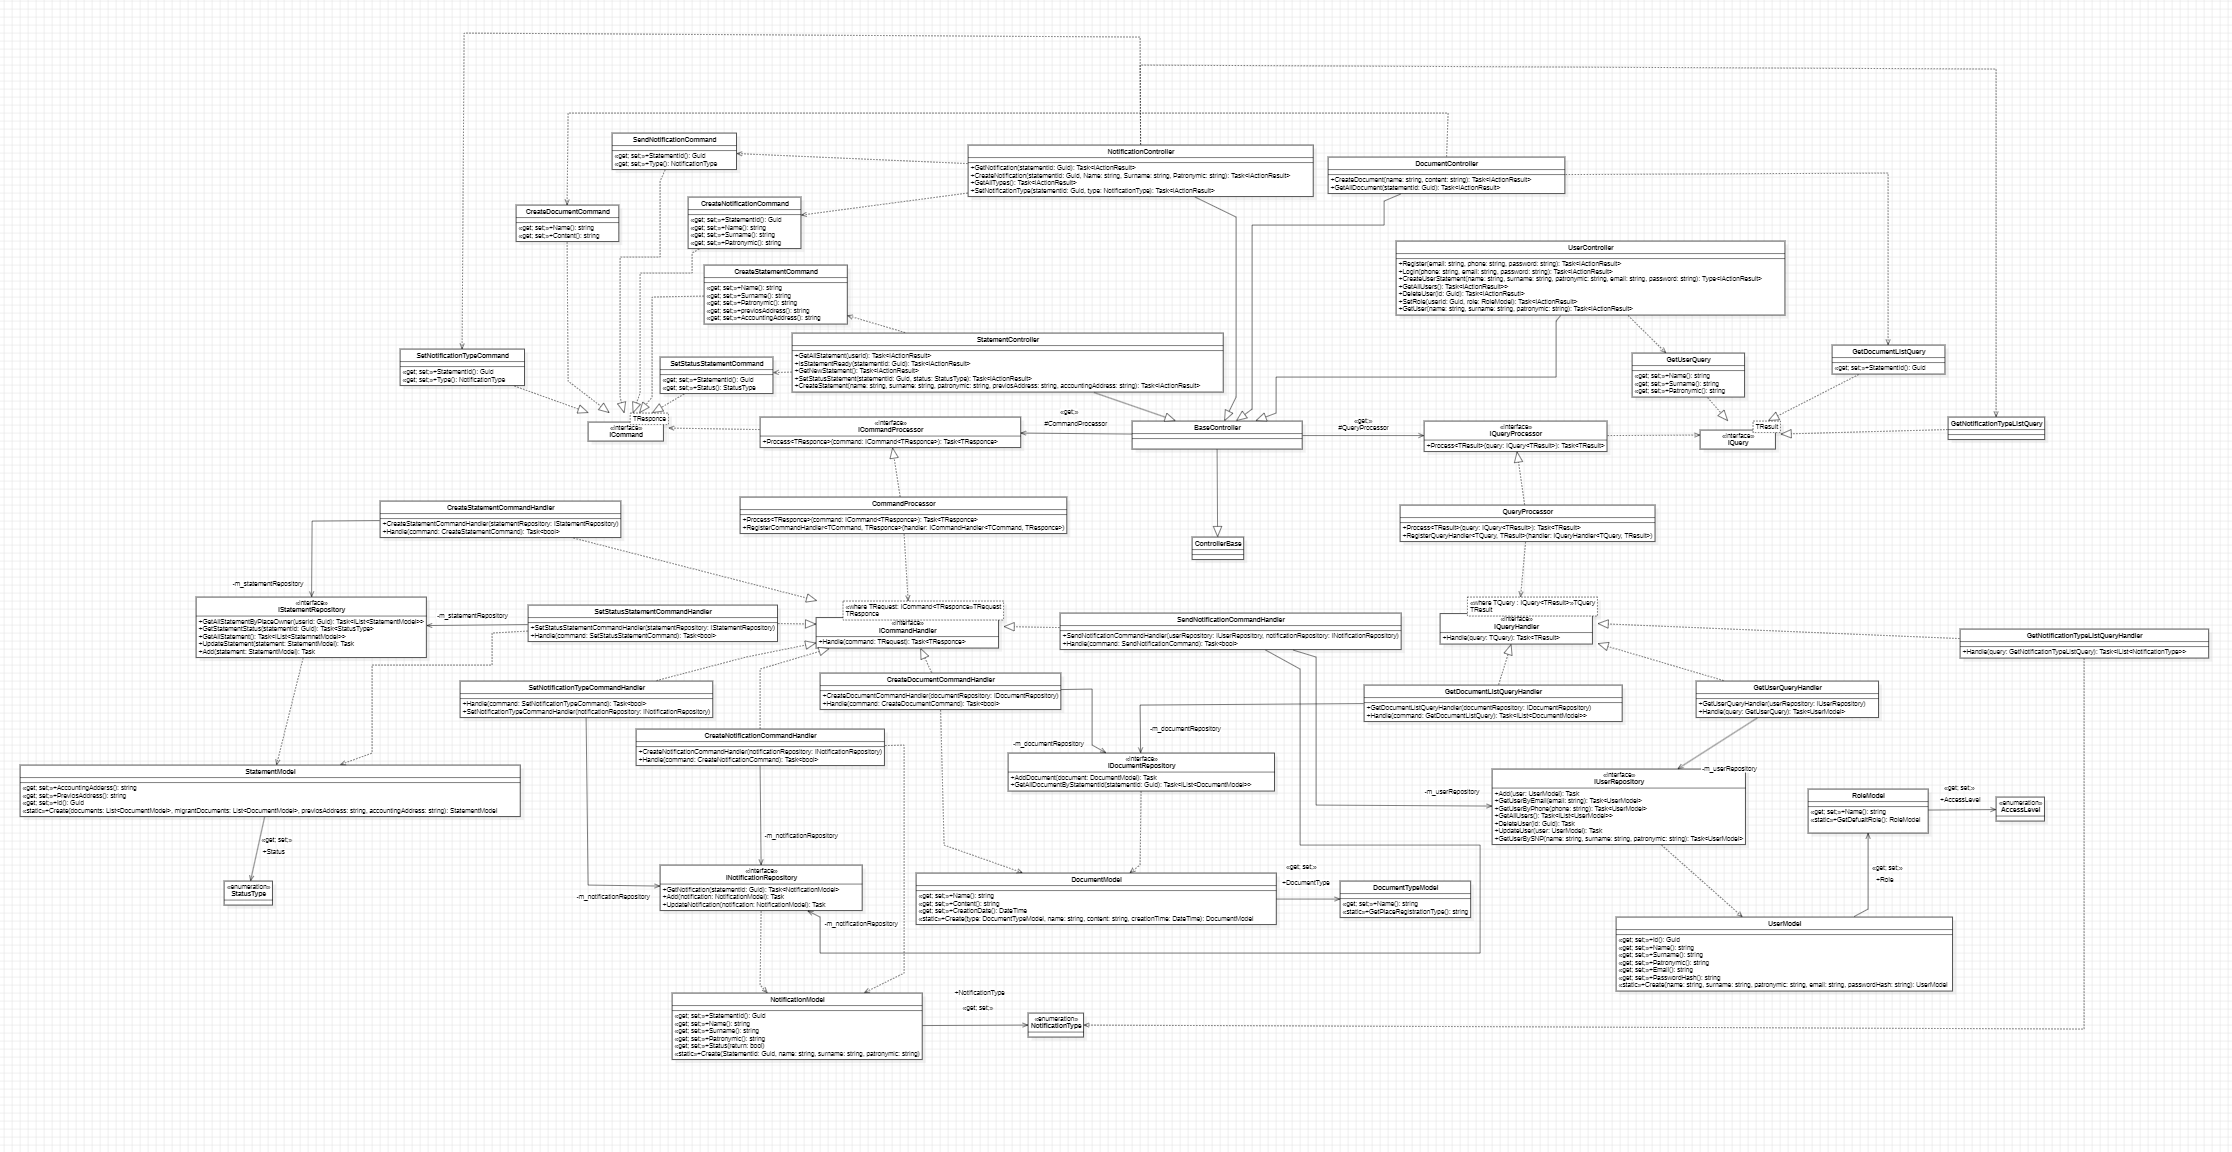 SendNotificationCommand
«get; set;»+StatementId(): Guid
«get; set;»+Type(): NotificationType
NotificationController
+GetNotification(statementId: Guid): Task<IActionResult>
+CreateNotification(statementId: Guid, Name: string, Surname: string, Patronymic: string): Task<IActionResult>
+GetAllTypes(): Task<IActionResult>
+SetNotificationType(statementId: Guid, type: NotificationType): Task<IActionResult>
DocumentController
+CreateDocument(name: string, content: string): Task<IActionResult>
+GetAllDocument(statementId: Guid): Task<IActionResult>
CreateDocumentCommand
«get; set;»+Name(): string
«get; set;»+Content(): string
CreateNotificationCommand
«get; set;»+StatementId(): Guid
«get; set;»+Name(): string
«get; set;»+Surname(): string
«get; set;»+Patronymic(): string
UserController
+Register(email: string, phone: string, password: string): Task<IActionResult>
+Login(phone: string, email: string, password: string): Task<IActionResult>
+CreateUserStatement(name: string, surname: string, patronymic: string, email: string, password: string): Type<IActionResult>
+GetAllUsers(): Task<IActionResult>>
+DeleteUser(id: Guid): Task<IActionResult>
+SetRole(userId: Guid, role: RoleModel): Task<IActionResult>
+GetUser(name: string, surname: string, patronymic: string): Task<IActionResult>
CreateStatementCommand
«get; set;»+Name(): string
«get; set;»+Surname(): string
«get; set;»+Patronymic(): string
«get; set;»+previosAddress(): string
«get; set;»+AccountingAddress(): string
StatementController
+GetAllStatement(userId): Task<IActionResult>
+IsStatementReady(statementId: Guid): Task<IActionResult>
+GetNewStatement(): Task<IActionResult>
+SetStatusStatement(statementId: Guid, status: StatusType): Task<IActionResult>
+CreateStatement(name: string, surname: string, patronymic: string, previosAddress: string, accountingAddress: string): Task<IActionResult>
SetNotificationTypeCommand
«get; set;»+StatementId(): Guid
«get; set;»+Type(): NotificationType
SetStatusStatementCommand
«get; set;»+StatementId(): Guid
«get; set;»+Status(): StatusType
GetUserQuery
«get; set;»+Name(): string
«get; set;»+Surname(): string
«get; set;»+Patronymic(): string
GetDocumentListQuery
«get; set;»+StatementId(): Guid
TResponce
«interface»
ICommand
«interface»
ICommandProcessor
+Process<TResponce>(command: ICommand<TResponce>): Task<TResponce>
«get;»
#CommandProcessor
BaseController
«get;»
#QueryProcessor
«interface»
IQueryProcessor
+Process<TResult>(query: IQuery<TResult>): Task<TResult>
TResult
«interface»
IQuery
GetNotificationTypeListQuery
CreateStatementCommandHandler
+CreateStatementCommandHandler(statementRepository: IStatementRepository)
+Handle(command: CreateStatementCommand): Task<bool>
CommandProcessor
+Process<TResponce>(command: ICommand<TResponce>): Task<TResponce>
+RegisterCommandHandler<TCommand, TResponce>(handler: ICommandHandler<TCommand, TResponce>)
QueryProcessor
+Process<TResult>(query: IQuery<TResult>): Task<TResult>
+RegisterQueryHandler<TQuery, TResult>(handler: IQueryHandler<TQuery, TResult>)
ControllerBase
-m_statementRepository
«interface»
IStatementRepository
+GetAllStatementByPlaceOwner(userId: Guid): Task<IList<StatementModel>>
+GetStatementStatus(statementId: Guid): Task<StatusType>
+GetAllStatement(): Task<IList<StatemnetModel>>
+UpdateStatement(statement: StatementModel): Task
+Add(statement: StatementModel): Task
-m_statementRepository
SetStatusStatementCommandHandler
+SetStatusStatementCommandHandler(statementRepository: IStatementRepository)
+Handle(command: SetStatusStatementCommand): Task<bool>
«where TRequest: ICommand<TResponce»TRequest
TResponce
«interface»
ICommandHandler
+Handle(command: TRequest): Task<TResponce>
SendNotificationCommandHandler
+SendNotificationCommandHandler(userRepository: IUserRepository, notificationRepository: INotificationRepository)
+Handle(command: SendNotificationCommand): Task<bool>
«where TQuery : IQuery<TResult>»TQuery
TResult
«interface»
IQueryHandler
+Handle(query: TQuery): Task<TResult>
GetNotificationTypeListQueryHandler
+Handle(query: GetNotificationTypeListQuery): Task<IList<NotificationType>>
SetNotificationTypeCommandHandler
+Handle(command: SetNotificationTypeCommand): Task<bool>
+SetNotificationTypeCommandHandler(notificationRepository: INotificationRepository)
CreateDocumentCommandHandler
+CreateDocumentCommandHandler(documentRepository: IDocumentRepository)
+Handle(command: CreateDocumentCommand): Task<bool>
GetDocumentListQueryHandler
+GetDocumentListQueryHandler(documentRepository: IDocumentRepository)
+Handle(command: GetDocumentListQuery): Task<IList<DocumentModel>>
GetUserQueryHandler
+GetUserQueryHandler(userRepository: IUserRepository)
+Handle(query: GetUserQuery): Task<UserModel>
CreateNotificationCommandHandler
+CreateNotificationCommandHandler(notificationRepository: INotificationRepository)
+Handle(command: CreateNotificationCommand): Task<bool>
-m_documentRepository
-m_documentRepository
«interface»
IDocumentRepository
+AddDocument(document: DocumentModel): Task
+GetAllDocumentByStatementId(statementId: Guid): Task<IList<DocumentModel>>
StatementModel
«get; set;»+AccountingAdderss(): string
«get; set;»+PreviosAddress(): string
«get; set;»+Id(): Guid
«static»+Create(documents: List<DocumentModel>, migrantDocuments: List<DocumentModel>, previosAddress: string, accountingAddress: string): StatementModel
-m_userRepository
-m_userRepository
«interface»
IUserRepository
+Add(user: UserModel): Task
+GetUserByEmail(email: string): Task<UserModel>
+GetUserByPhone(phone: string): Task<UserModel>
+GetAllUsers(): Task<IList<UserModel>>
+DeleteUser(id: Guid): Task
+UpdateUser(user: UserModel): Task
+GetUserBySNP(name: string, surname: string, patronymic: string): Task<UserModel>
RoleModel
«get; set;»+Name(): string
«static»+GetDefualtRole(): RoleModel
«get; set;»
+AccessLevel
«enumeration»
AccessLevel
«get; set;»
+Status
«enumeration»
StatusType
-m_notificationRepository
-m_notificationRepository
«interface»
INotificationRepository
+GetNotification(statementId: Guid): Task<NotificationModel>
+Add(notification: NotificationModel): Task
+UpdateNotification(notification: NotificationModel): Task
-m_notificationRepository
DocumentModel
«get; set;»+Name(): string
«get; set;»+Content(): string
«get; set;»+CreationDate(): DateTime
«static»+Create(type: DocumentTypeModel, name: string, content: string, creationTime: DateTime): DocumentModel
«get; set;»
+DocumentType
DocumentTypeModel
«get; set;»+Name(): string
«static»+GetPlaceRegistrationType(): string
«get; set;»
+Role
UserModel
«get; set;»+Id(): Guid
«get; set;»+Name(): string
«get; set;»+Surname(): string
«get; set;»+Patronymic(): string
«get; set;»+Email(): string
«get; set;»+PasswordHash(): string
«static»+Create(name: string, surname: string, patronymic: string, email: string, passwordHash: string): UserModel
NotificationModel
«get; set;»+StatementId(): Guid
«get; set;»+Name(): string
«get; set;»+Surname(): string
«get; set;»+Patronymic(): string
«get; set;»+Status(return: bool)
«static»+Create(StatementId: Guid, name: string, surname: string, patronymic: string)
+NotificationType
«get; set;»
«enumeration»
NotificationType